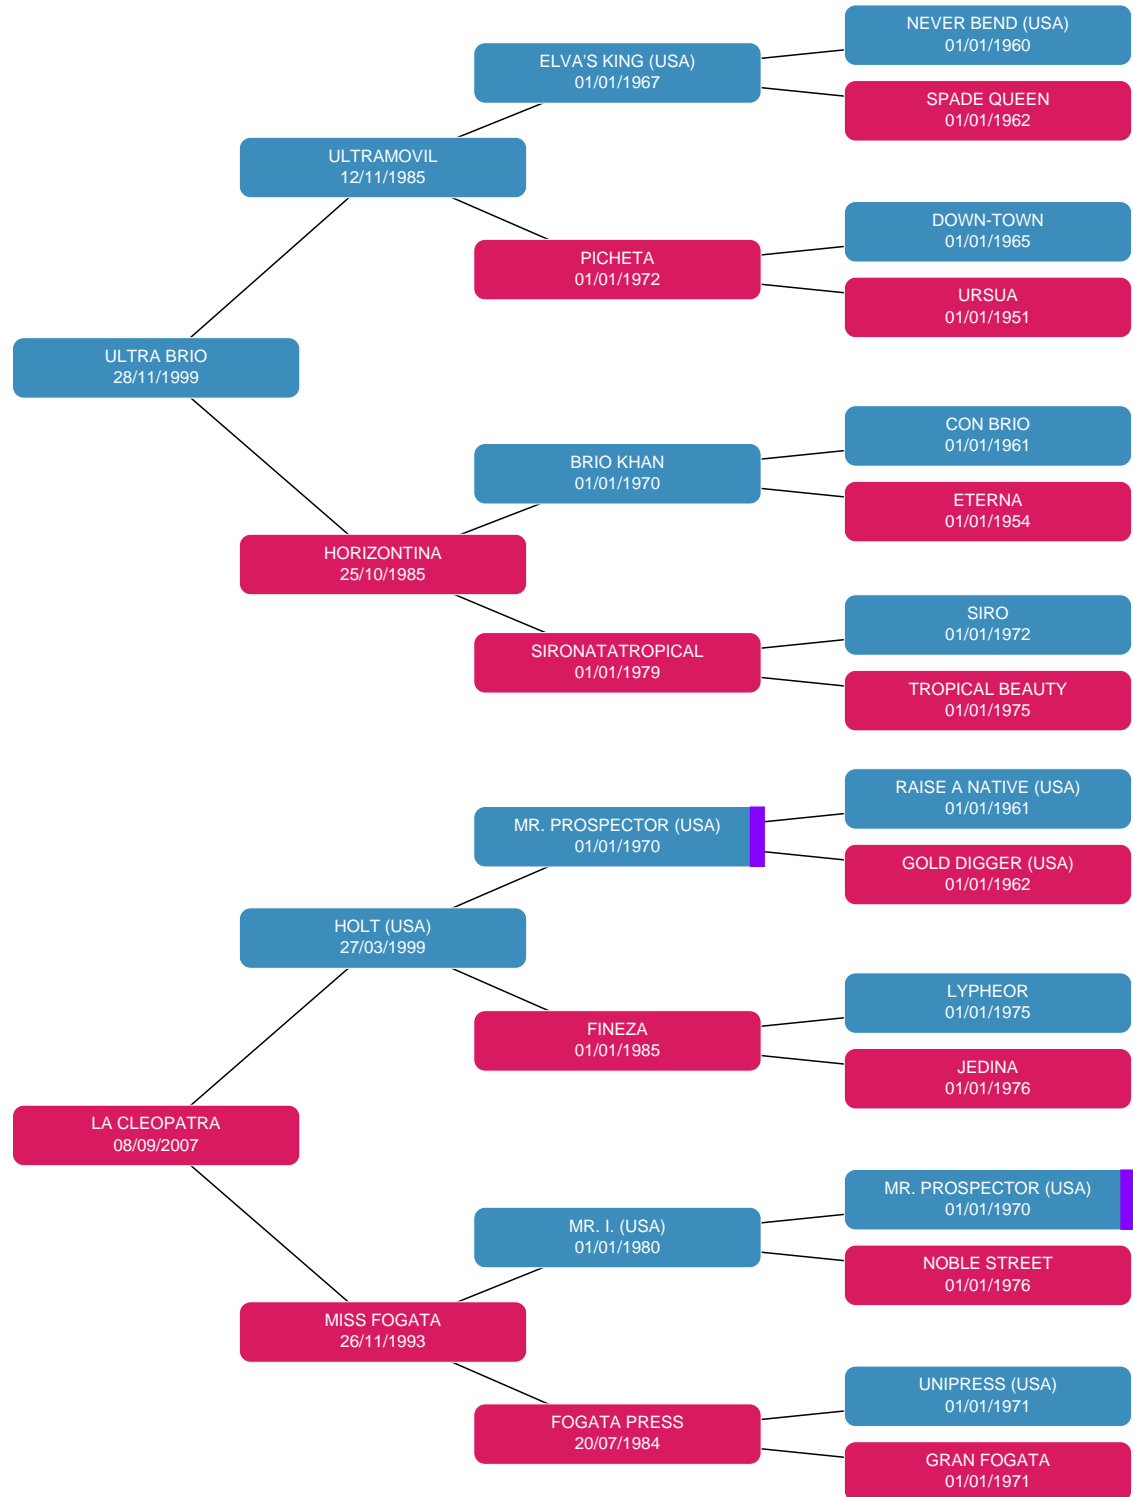 NEVER BEND (USA)
01/01/1960
ELVA'S KING (USA)
01/01/1967
SPADE QUEEN
01/01/1962
ULTRAMOVIL
12/11/1985
DOWN-TOWN
01/01/1965
PICHETA
01/01/1972
URSUA
01/01/1951
ULTRA BRIO
28/11/1999
CON BRIO
01/01/1961
BRIO KHAN
01/01/1970
ETERNA
01/01/1954
HORIZONTINA
25/10/1985
SIRO
01/01/1972
SIRONATATROPICAL
01/01/1979
TROPICAL BEAUTY
01/01/1975
RAISE A NATIVE (USA)
01/01/1961
MR. PROSPECTOR (USA)
01/01/1970
GOLD DIGGER (USA)
01/01/1962
HOLT (USA)
27/03/1999
LYPHEOR
01/01/1975
FINEZA
01/01/1985
JEDINA
01/01/1976
LA CLEOPATRA
08/09/2007
MR. PROSPECTOR (USA)
01/01/1970
MR. I. (USA)
01/01/1980
NOBLE STREET
01/01/1976
MISS FOGATA
26/11/1993
UNIPRESS (USA)
01/01/1971
FOGATA PRESS
20/07/1984
GRAN FOGATA
01/01/1971